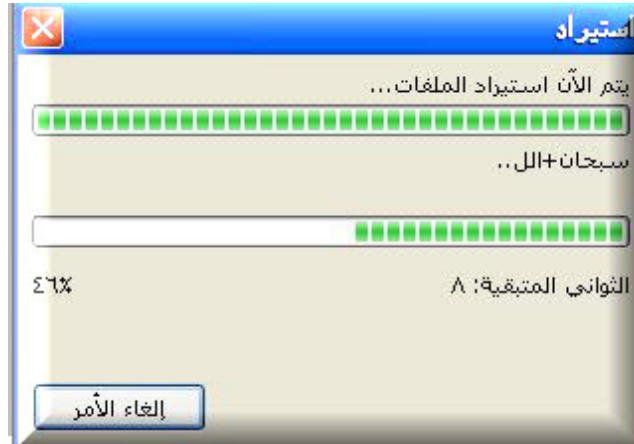 استيراد
يتم الآن استيراد الملفات...
سبحان+الل..
الثواني المتبقية: ٨
٤٦%
إلغاء الأمر